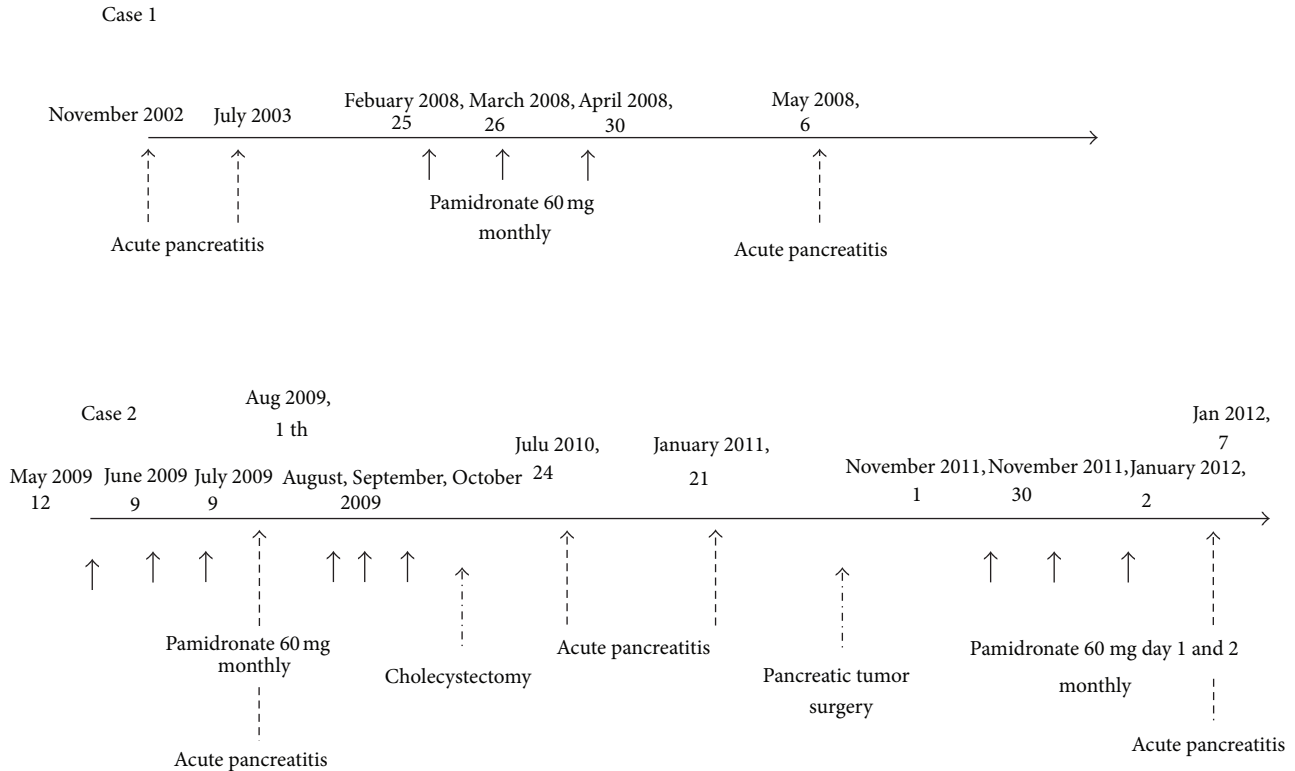 Case 1
November 2002
July 2003
Febuary 2008, March 2008, April 2008,
25
26
30
May 2008,
6
Pamidronate 60 mg
monthly
Acute pancreatitis
Acute pancreatitis
Case 2
Aug 2009,
1 th
May 2009
12
June 2009
9
July 2009
9
August, September, October
2009
Julu 2010,
24
January 2011,
21
November 2011, November 2011, January 2012,
1
30
2
Jan 2012,
7
Pamidronate 60 mg
monthly
Acute pancreatitis
Cholecystectomy
Acute pancreatitis
Pancreatic tumor
surgery
Pamidronate 60 mg day 1 and 2
monthly
Acute pancreatitis